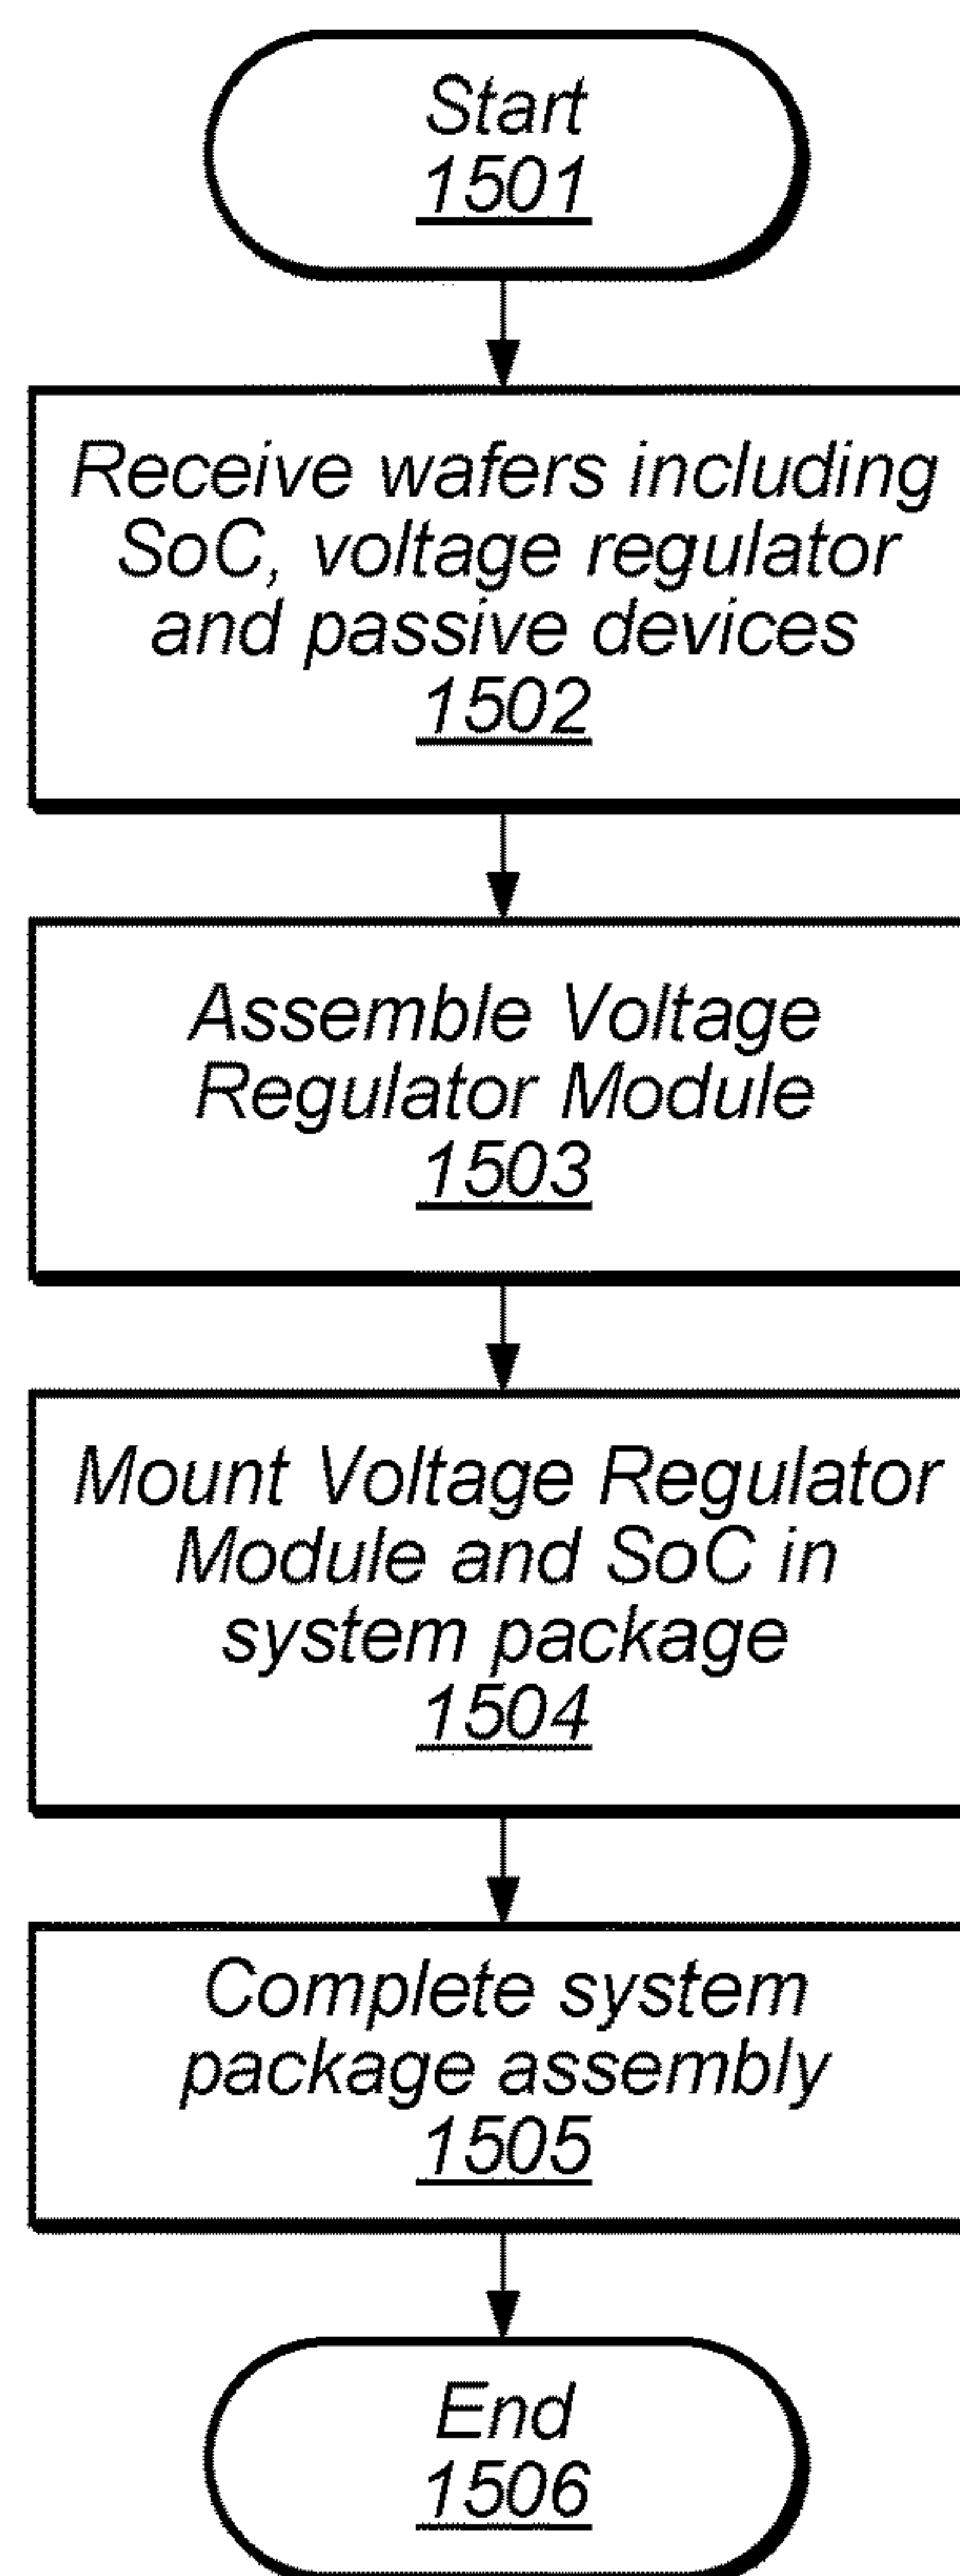 Start
1501
Receive wafers including
SoC, voltage regulator
and passive devices
1502
Assemble Voltage
Regulator Module
1503
Mount Voltage Regulator
Module and SoC in
system package
1504
Complete system
package assembly
1505
End
1506